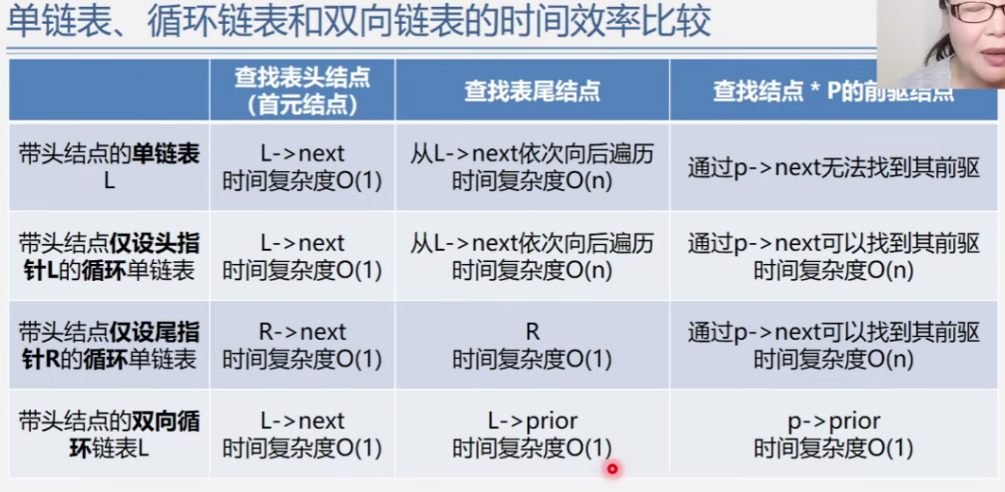 单链表、循环链表和双向链表的时间效率比较
查找表头结点
（首元结点）
查找表尾结点
查找结点 * P的前驱结点
带头结点的单链表
L
L->next
时间复杂度O(1)
从L->next依次向后遍历
时间复杂度O(n)
通过p->next无法找到其前驱
带头结点仅设头指
针L的循环单链表
L->next
时间复杂度O(1)
从L->next依次向后遍历
时间复杂度O(n)
通过p->next可以找到其前驱
时间复杂度O(n)
带头结点仅设尾指
针R的循环单链表
R->next
时间复杂度O(1)
R
时间复杂度O(1)
通过p->next可以找到其前驱
时间复杂度O(n)
带头结点的双向循
环链表L
L->next
时间复杂度O(1)
L->prior
时间复杂度O(1)
p->prior
时间复杂度O(1)